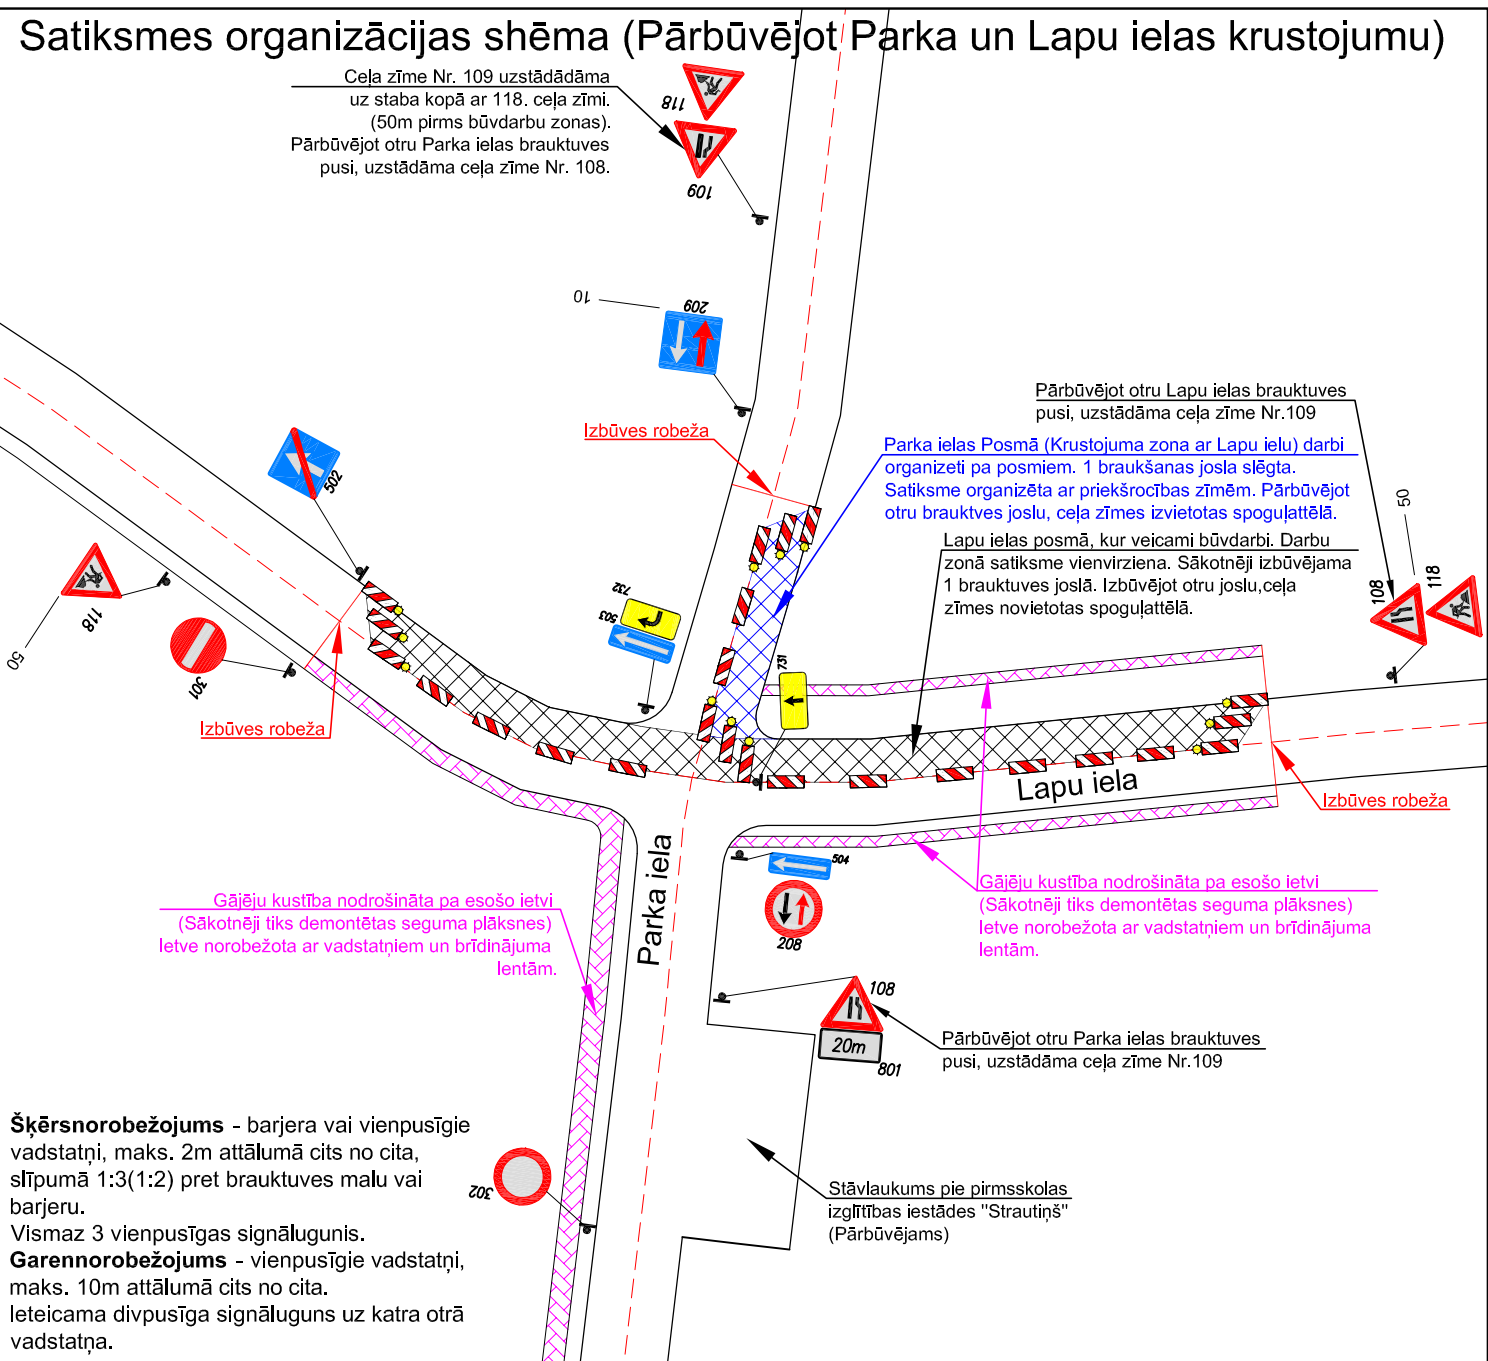 Satiksmes organizācijas shēma (Pārbūvējot Parka un Lapu ielas krustojumu)
Ceļa zīme Nr. 109 uzstādādāma
uz staba kopā ar 118. ceļa zīmi.
(50m pirms būvdarbu zonas).
Pārbūvējot otru Parka ielas brauktuves
pusi, uzstādāma ceļa zīme Nr. 108.
118
109
10
209
Izbūves robeža
Pārbūvējot otru Lapu ielas brauktuves
pusi, uzstādāma ceļa zīme Nr.109
Parka ielas Posmā (Krustojuma zona ar Lapu ielu) darbi
organizeti pa posmiem. 1 braukšanas josla slēgta.
Satiksme organizēta ar priekšrocības zīmēm. Pārbūvējot
otru brauktves joslu, ceļa zīmes izvietotas spoguļattēlā.
Lapu ielas posmā, kur veicami būvdarbi. Darbu
zonā satiksme vienvirziena. Sākotnēji izbūvējama
1 brauktuves joslā. Izbūvējot otru joslu,ceļa
zīmes novietotas spoguļattēlā.
50
108
118
502
118
50
301
Izbūves robeža
732
503
731
Lapu iela
Izbūves robeža
Parka iela
504
208
Gājēju kustība nodrošināta pa esošo ietvi
(Sākotnēji tiks demontētas seguma plāksnes)
Ietve norobežota ar vadstatņiem un brīdinājuma
lentām.
Gājēju kustība nodrošināta pa esošo ietvi
(Sākotnēji tiks demontētas seguma plāksnes)
Ietve norobežota ar vadstatņiem un brīdinājuma
lentām.
108
20m
801
Pārbūvējot otru Parka ielas brauktuves
pusi, uzstādāma ceļa zīme Nr.109
302
Stāvlaukums pie pirmsskolas
izglītības iestādes "Strautiņš"
(Pārbūvējams)
Šķērsnorobežojums - barjera vai vienpusīgie
vadstatņi, maks. 2m attālumā cits no cita,
slīpumā 1:3(1:2) pret brauktuves malu vai
barjeru.
Vismaz 3 vienpusīgas signālugunis.
Garennorobežojums - vienpusīgie vadstatņi,
maks. 10m attālumā cits no cita.
Ieteicama divpusīga signāluguns uz katra otrā
vadstatņa.